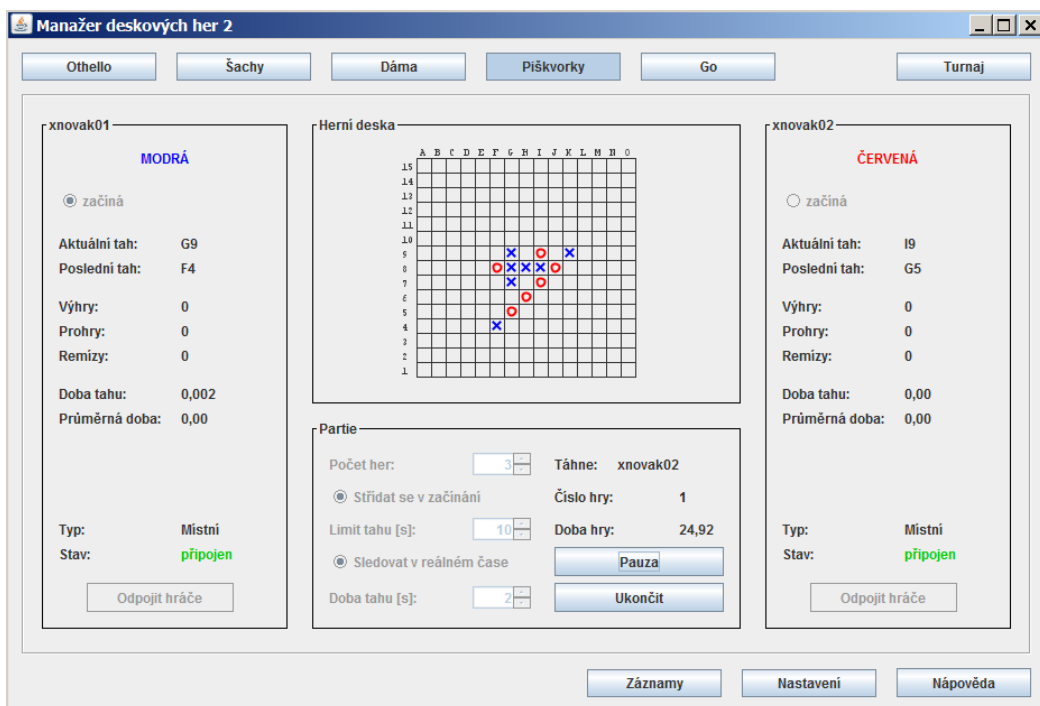 Manažer deskových her 2
Othello
Šachy
Dáma
Piškvorky
Go
Turnaj
xnovak01
MODRÁ
začíná
Aktuální tah: G9
Poslední tah: F4
Výhry: 0
Prohry: 0
Remízy: 0
Doba tahu: 0,002
Průměrná doba: 0,00
Typ: Místní
Stav: připojen
Odpojit hráče
Herní deska
A B C D E F G H I J K L M N O
15
14
13
12
11
10
9
8
7
6
5
4
3
2
1
Partie
Počet her: 3
Střídat se v začínání
Limit tahu [s]: 10
Sledovat v reálném čase
Doba tahu [s]: 2
Táhne: xnovak02
Číslo hry: 1
Doba hry: 24,92
Pauza
Ukončit
xnovak02
ČERVENÁ
začíná
Aktuální tah: I9
Poslední tah: G5
Výhry: 0
Prohry: 0
Remízy: 0
Doba tahu: 0,00
Průměrná doba: 0,00
Typ: Místní
Stav: připojen
Odpojit hráče
Záznamy
Nastavení
Nápověda